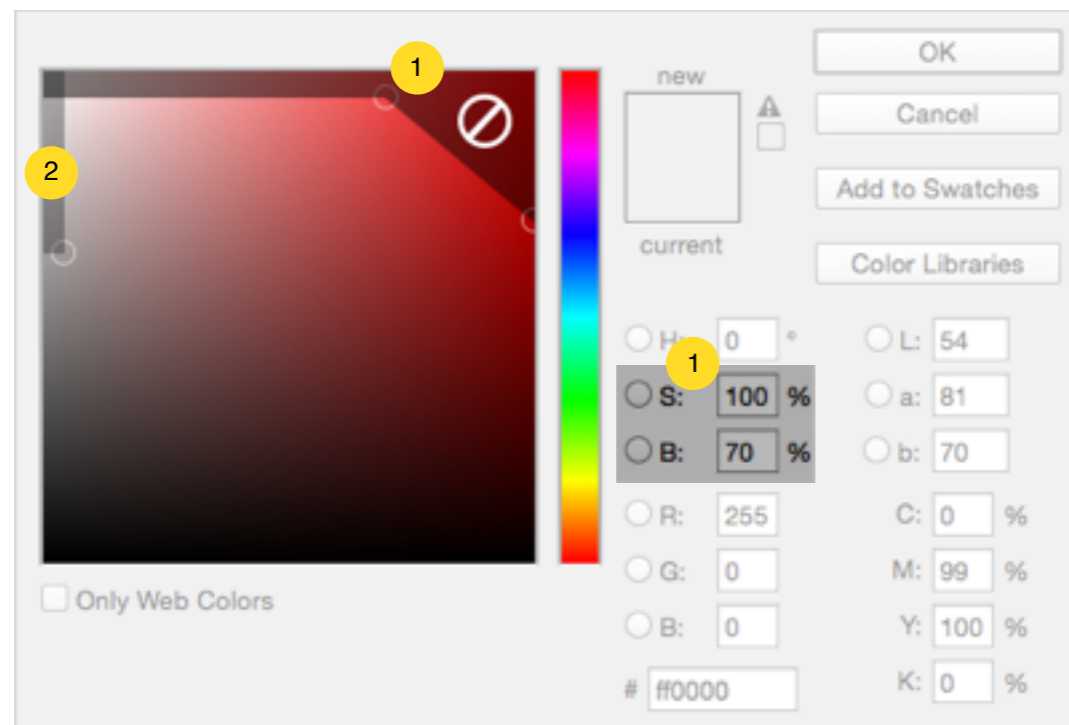 1
2
new
current
OK
Cancel
Add to Swatches
Color Libraries
H: 0 °
1
S: 100 %
B: 70 %
R: 255
G: 0
B: 0
# ff0000
L: 54
a: 81
b: 70
C: 0 %
M: 99 %
Y: 100 %
K: 0 %
Only Web Colors